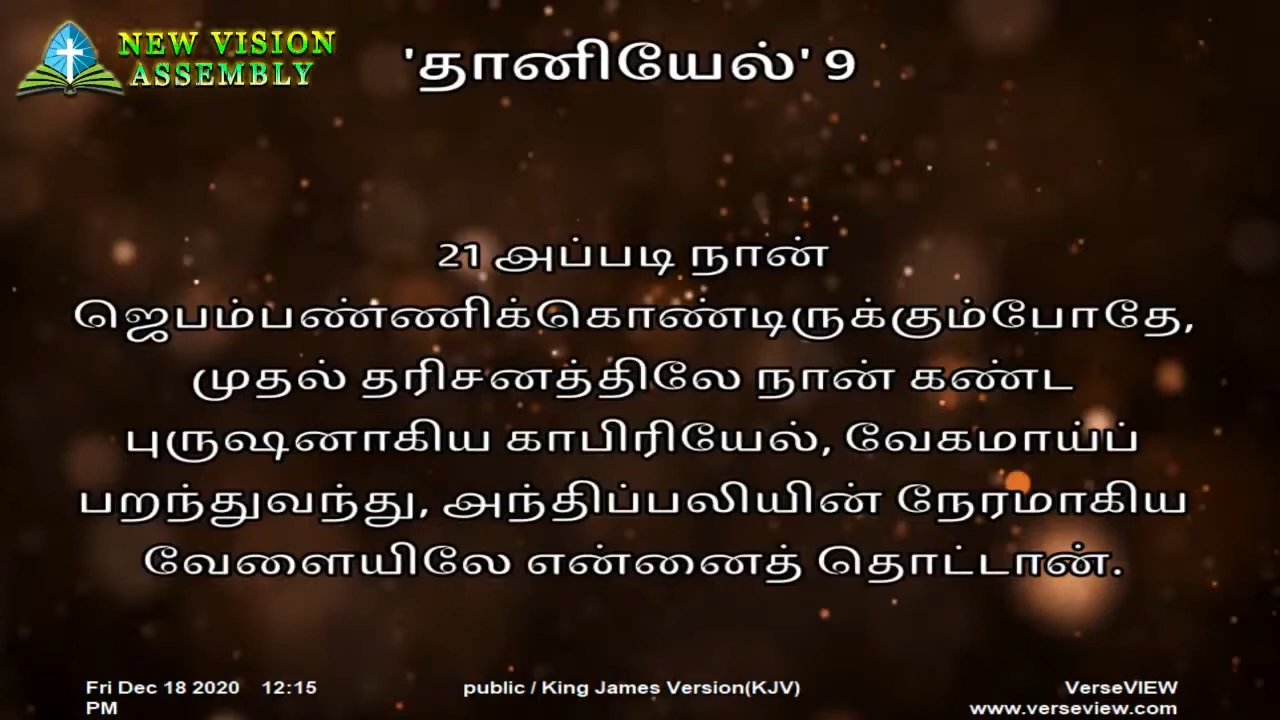 NEW VISION
ASSEMBLY
'தானியேல்' 9
21 அப்படி நான்
ஜெபம்பண்ணிக்கொண்டிருக்கும்போதே,
முதல் தரிசனத்திலே நான் கண்ட
புருஷனாகிய காபிரியேல், வேகமாய்ப்
பறந்துவந்து, அந்திப்பலியின் நேரமாகிய
வேளையிலே என்னைத் தொட்டான்.
Fri Dec 18 2020 12:15
PM
public / King James Version(KJV)
VerseVIEW
www.verseview.com